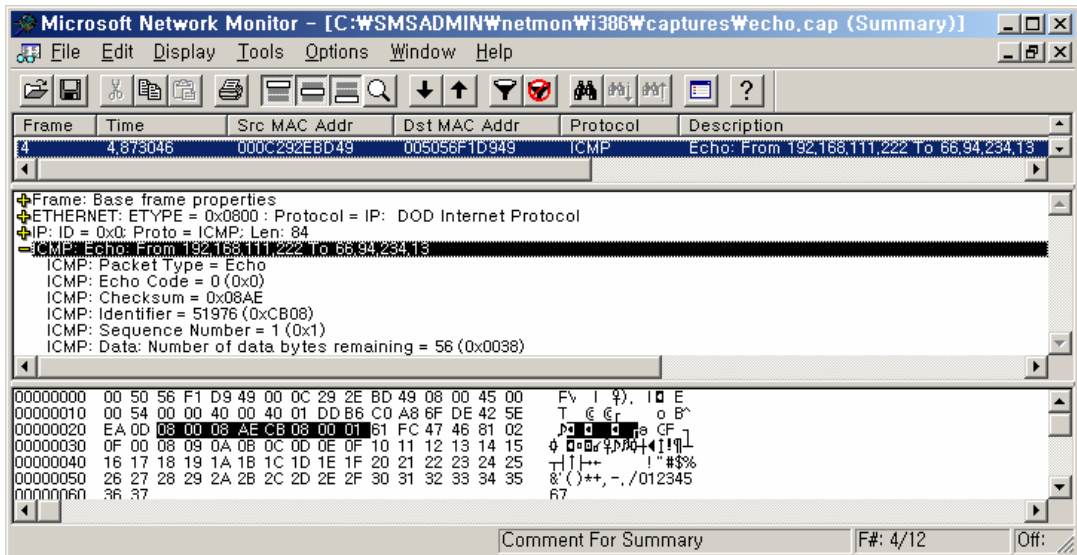 Microsoft Network Monitor - [C:₩SMSADMIN₩netmon₩i386₩captures₩echo.cap (Summary)]
File Edit Display Tools Options Window Help
Frame Time Src MAC Addr Dst MAC Addr Protocol Description
4 4,873046 000C292EBD49 005056F1D949 ICMP Echo: From 192,168,111,222 To 66,94,234,13
Frame: Base frame properties
ETHERNET: ETYPE = 0x0800 : Protocol = IP: DOD Internet Protocol
IP: ID = 0x0; Proto = ICMP; Len: 84
ICMP: Echo: From 192,168,111,222 To 66,94,234,13
ICMP: Packet Type = Echo
ICMP: Echo Code = 0 (0x0)
ICMP: Checksum = 0x08AE
ICMP: Identifier = 51976 (0xCB08)
ICMP: Sequence Number = 1 (0x1)
ICMP: Data: Number of data bytes remaining = 56 (0x0038)
00000000 00 50 56 F1 D9 49 00 0C 29 2E BD 49 08 00 45 00
00000010 00 54 00 00 40 00 40 01 DD B6 C0 A8 6F DE 42 5E
00000020 EA 0D 08 00 08 AE CB 08 00 01 61 FC 47 46 81 02
00000030 0F 00 08 09 0A 0B 0C 0D 0E 0F 10 11 12 13 14 15
00000040 16 17 18 19 1A 1B 1C 1D 1E 1F 20 21 22 23 24 25 !"#$%
00000050 26 27 28 29 2A 2B 2C 2D 2E 2F 30 31 32 33 34 35 &'()*+,-./012345
00000060 36 37 67
Comment For Summary F#: 4/12 Off: